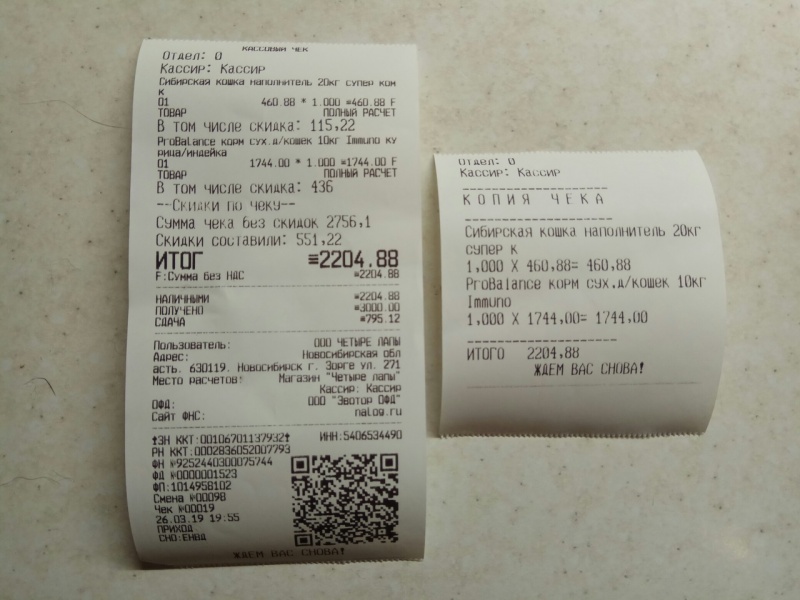 КАССОВЫЙ ЧЕК
Отдел: 0
Кассир: Кассир
Сибирская кошка наполнитель 20кг супер ком
к
01 460.88 * 1.000 =460.88 F
ТОВАР ПОЛНЫЙ РАСЧЕТ
В том числе скидка: 115,22
ProBalance корм сух.д/кошек 10кг Immuno ку
рица/индейка
01 1744.00 * 1.000 =1744.00 F
ТОВАР ПОЛНЫЙ РАСЧЕТ
В том числе скидка: 436
--Скидки по чеку--
Сумма чека без скидок 2756,1
Скидки составили: 551,22
ИТОГ =2204.88
F:Сумма без НДС =2204.88
НАЛИЧНЫМИ =2204.88
ПОЛУЧЕНО =3000.00
СДАЧА =795.12
Пользователь: ООО ЧЕТЫРЕ ЛАПЫ
Адрес: Новосибирская обл
асть. 630119. Новосибирск г. Зорге ул. 271
Место расчетов: Магазин "Четыре лапы"
Кассир: Кассир
ОФД: ООО "Эвотор ОФД"
Сайт ФНС: nalog.ru
ЗН ККТ:00106701137932 ИНН:5406534490
РН ККТ:0002836052007793
ФН №9252440300075744
ФД №0000001523
ФП:1014958102
Смена №00098
Чек №00019
26.03.19 19:55
ПРИХОД
СНО:ЕНВД
ЖДЕМ ВАС СНОВА!
Отдел: 0
Кассир: Кассир
КОПИЯ ЧЕКА
Сибирская кошка наполнитель 20кг
супер к
1,000 X 460,88= 460,88
ProBalance корм сух.д/кошек 10кг
Immuno
1,000 X 1744,00= 1744,00
ИТОГО 2204,88
ЖДЕМ ВАС СНОВА!